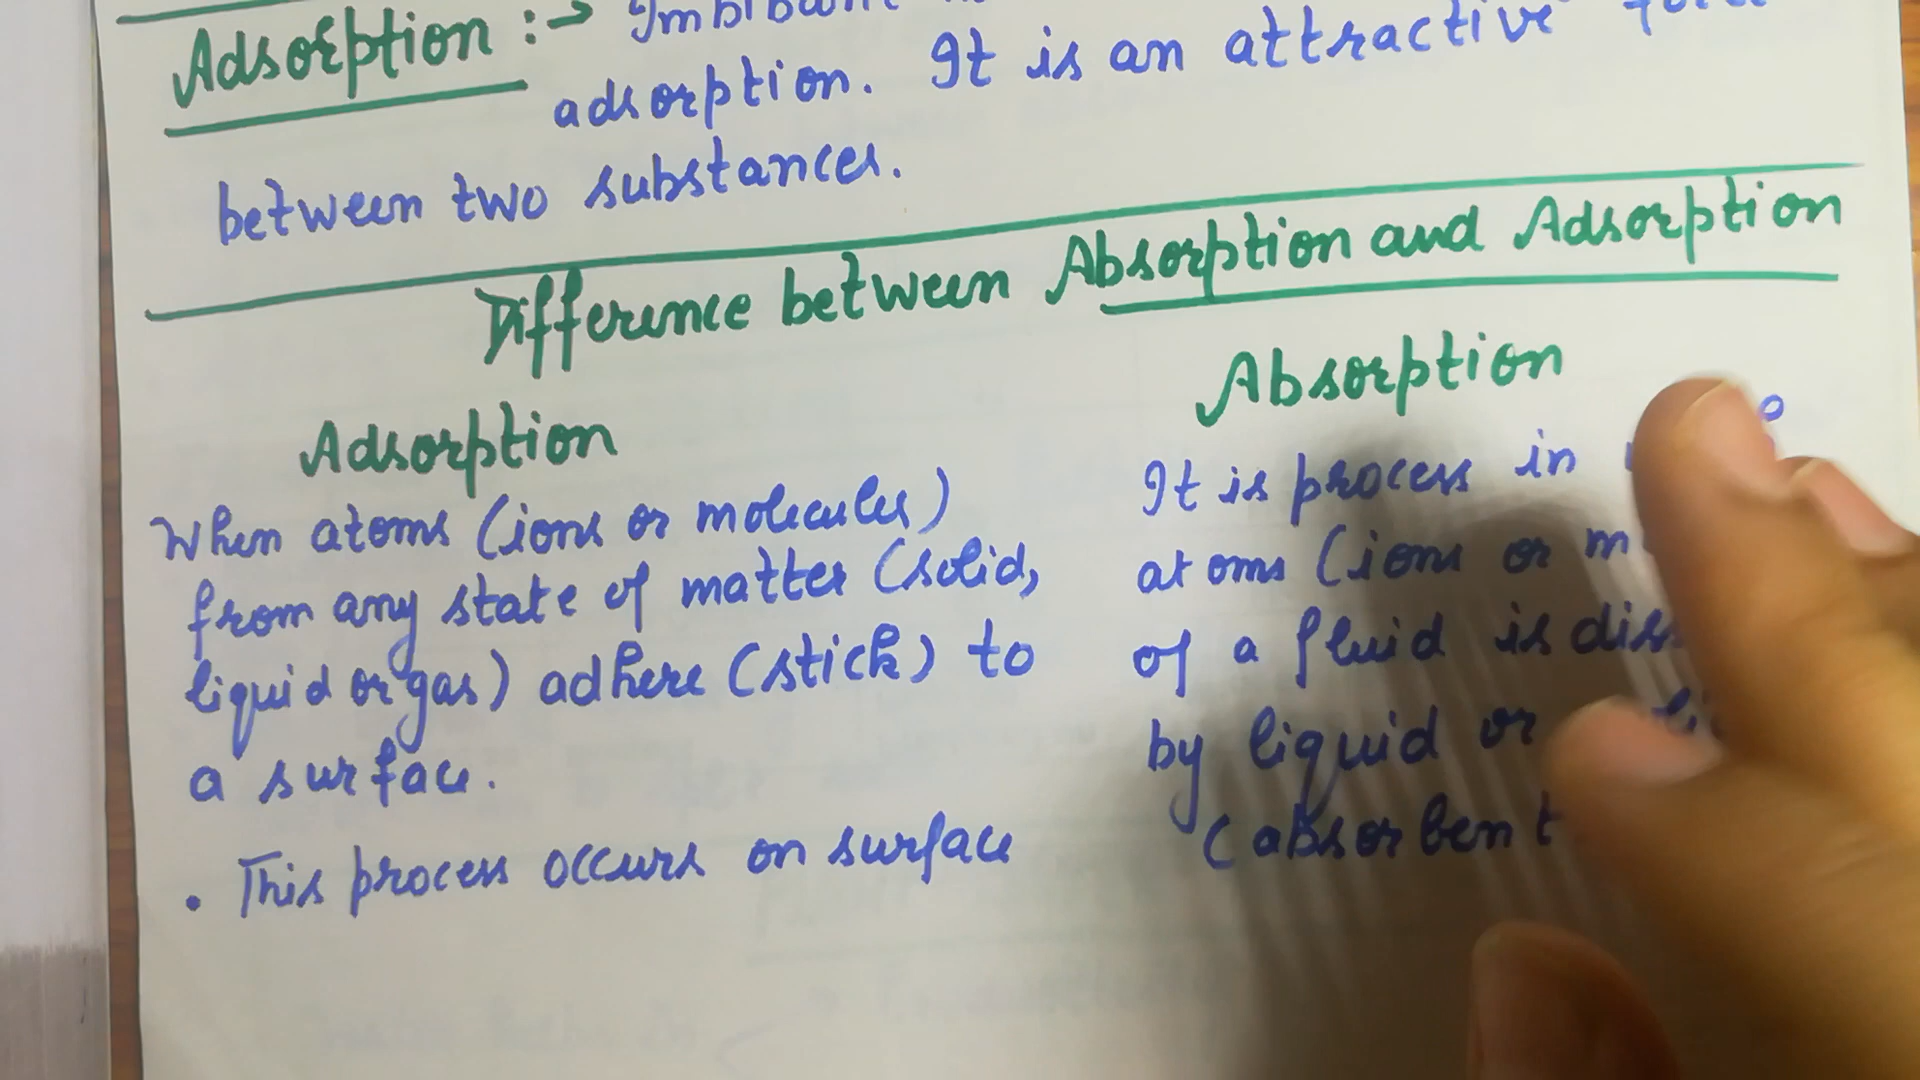 Adsorption :→
adsorption. It is an attractive
between two substances.
Difference between Absorption and Adsorption
Adsorption
When atoms (ions or molecules)
from any state of matter (solid,
liquid or gas) adhere (stick) to
a surface.
• This process occurs on surface
Absorption
It is process in
atoms (ions or
of a fluid is
by liquid or
(absorbent